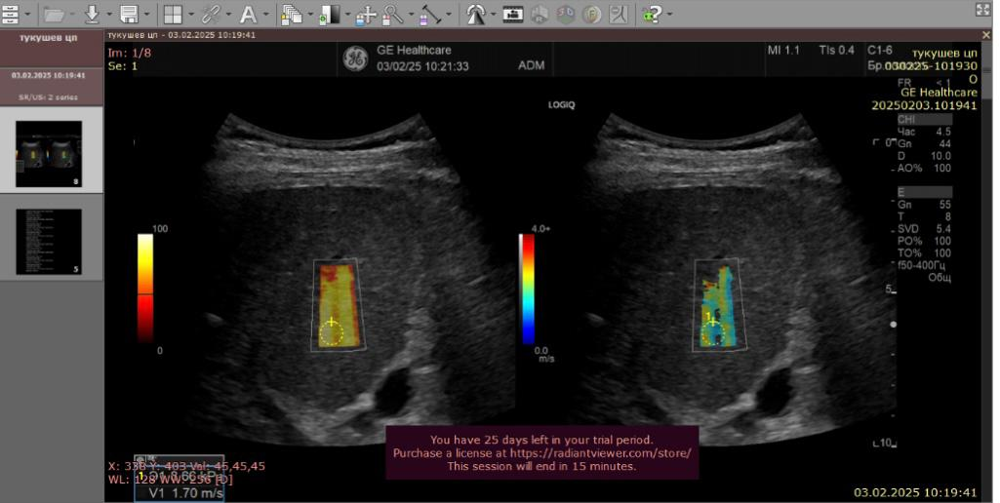 тукушев цп
03.02.2025 10:19:41
SR/US: 2 series
8
5
тукушев цп - 03.02.2025 10:19:41
Im: 1/8
Se: 1
GE Healthcare
03/02/25 10:21:33
ADM
MI 1.1
TIs 0.4
C1-6
тукушев цп
030225-101930
O
GE Healthcare
20250203.101941
LOGIQ
FR < 1
CHI
Час 4.5
Gn 44
D 10.0
AO% 100
E
Gn 55
T 8
SVD 5.4
PO% 100
TO% 100
f50-400Гц
Общ
0
5
10
100
0
4.0+
0.0
m/s
1
You have 25 days left in your trial period.
Purchase a license at https://radiantviewer.com/store/
This session will end in 15 minutes.
X: 338 Y: 403 Val: 45,45,45
WL: 128 WW: 256 [D]
1
V1 1.70 m/s
03.02.2025 10:19:41